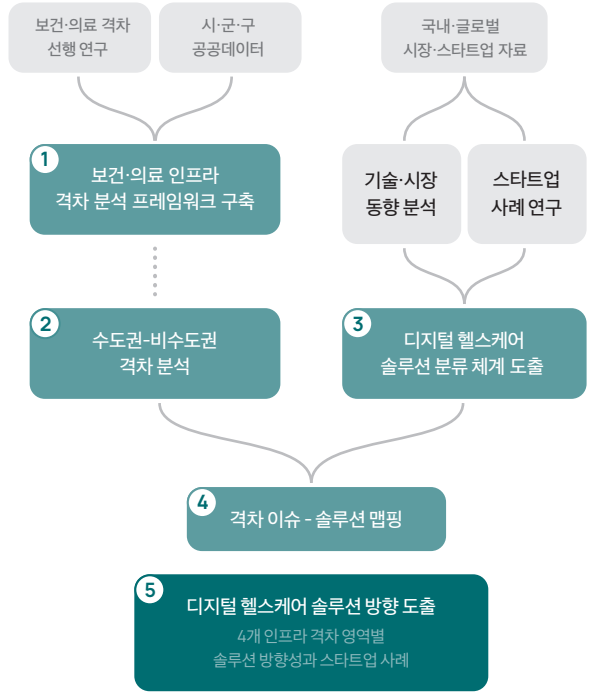 보건·의료 격차
선행 연구
시·군·구
공공데이터
국내·글로벌
시장·스타트업 자료
1
보건·의료 인프라
격차 분석 프레임워크 구축
기술·시장
동향 분석
스타트업
사례 연구
2
수도권-비수도권
격차 분석
3
디지털 헬스케어
솔루션 분류 체계 도출
4
격차 이슈 - 솔루션 맵핑
5
디지털 헬스케어 솔루션 방향 도출
4개 인프라 격차 영역별
솔루션 방향성과 스타트업 사례